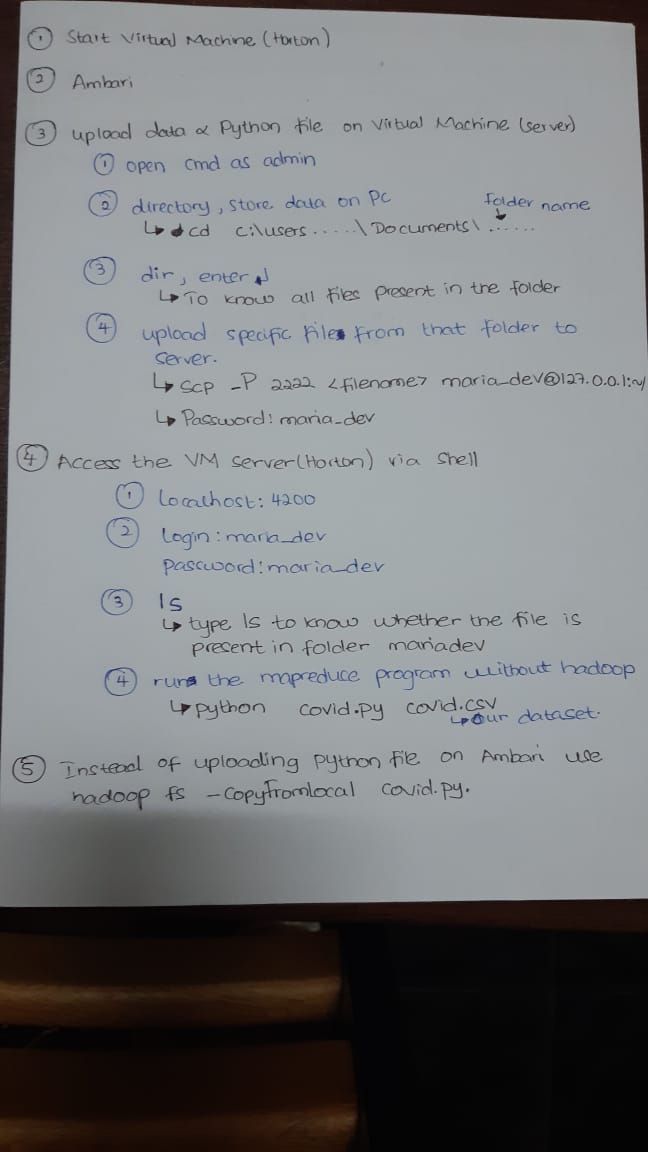 ① Start Virtual Machine (Horton)
② Ambari
③ upload data & Python file on Virtual Machine (server)
① open cmd as admin
② directory, store data on PC
folder name
↳ cd c:\users.....\Documents\......
③ dir, enter ↲
↳ To know all files present in the folder
④ upload specific file from that folder to
server.
↳ scp -P 2222 <filename> maria_dev@127.0.0.1:~/
↳ Password: maria_dev
④ Access the VM server(Horton) via shell
① localhost: 4200
② Login: maria_dev
password: maria_dev
③ ls
↳ type ls to know whether the file is
present in folder mariadev
④ run the mapreduce program without hadoop
↳ python covid.py covid.csv
↳ our dataset.
⑤ Instead of uploading python file on Ambari use
hadoop fs -copyfromlocal covid.py.